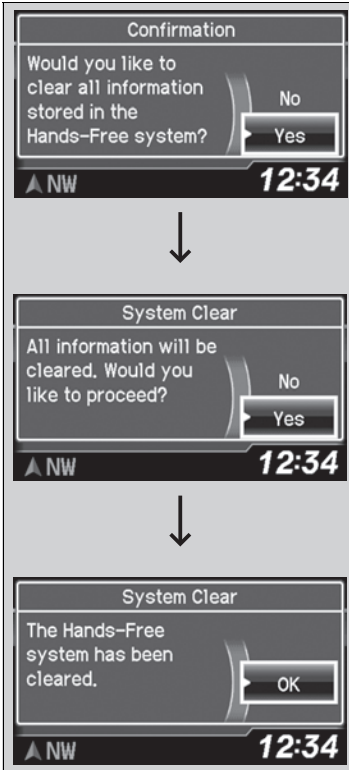 Confirmation
Would you like to
clear all information
stored in the
Hands-Free system?
No
Yes
NW
12:34
System Clear
All information will be
cleared. Would you
like to proceed?
No
Yes
NW
12:34
System Clear
The Hands-Free
system has been
cleared.
OK
NW
12:34